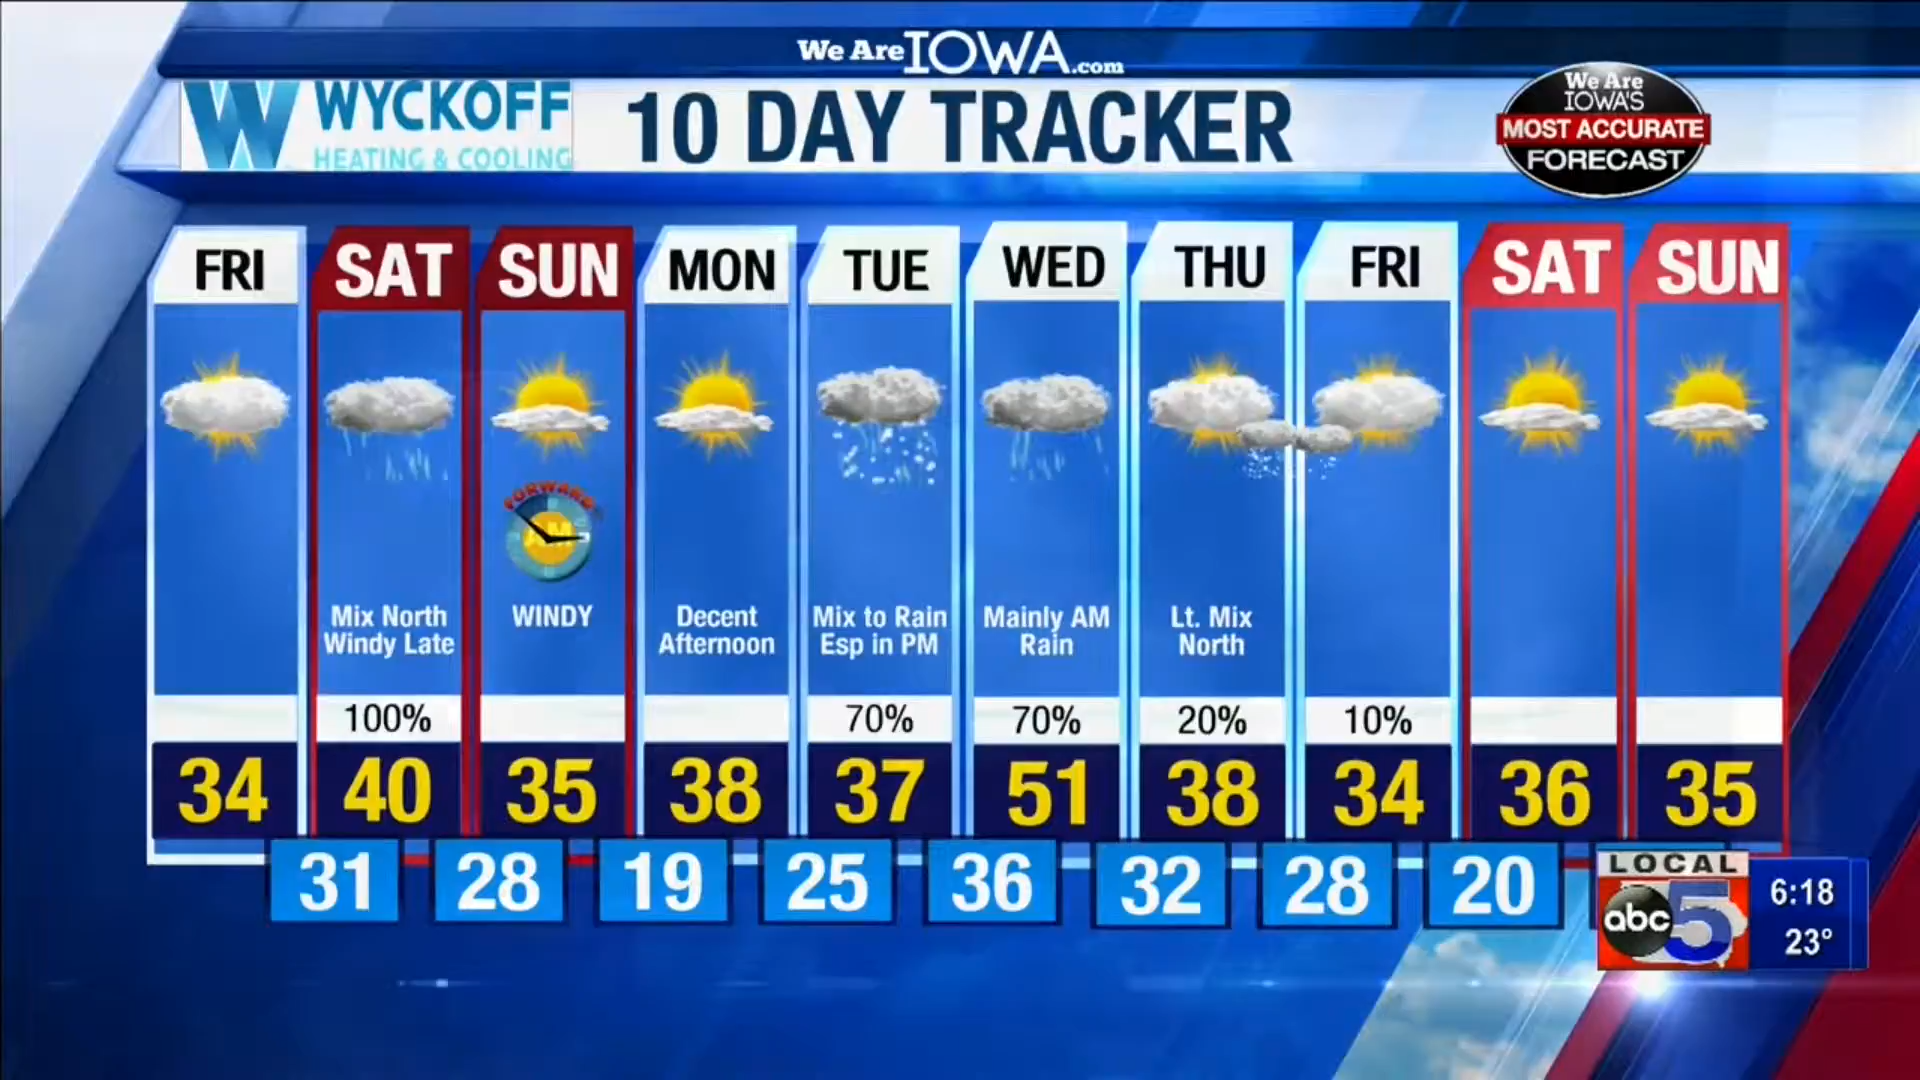 We Are IOWA.com
WYCKOFF
HEATING & COOLING
10 DAY TRACKER
We Are
IOWA'S
MOST ACCURATE
FORECAST
FRI SAT SUN MON TUE WED THU FRI SAT SUN
FORWARD
AM
Mix North
Windy Late
WINDY
Decent
Afternoon
Mix to Rain
Esp in PM
Mainly AM
Rain
Lt. Mix
North
100% 70% 70% 20% 10%
34 40 35 38 37 51 38 34 36 35
31 28 19 25 36 32 28 20
LOCAL
abc 5
6:18
23°